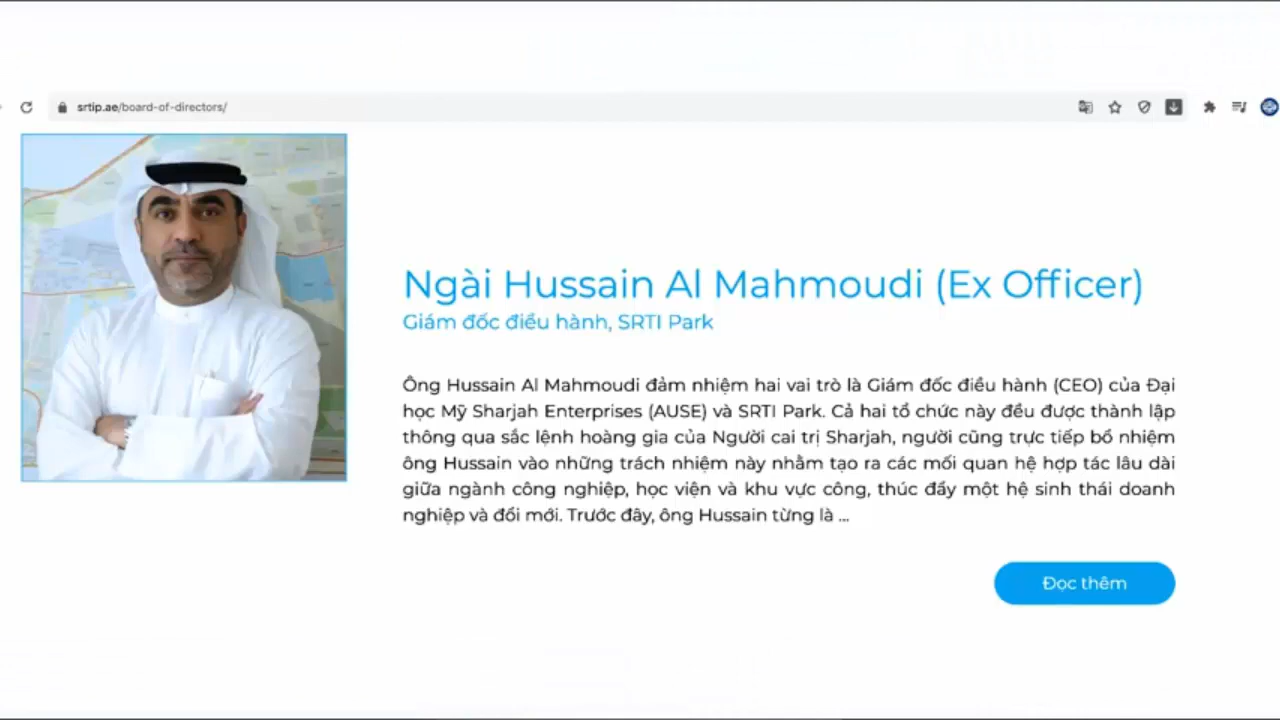 srtip.ae/board-of-directors/
Ngài Hussain Al Mahmoudi (Ex Officer)
Giám đốc điều hành, SRTI Park
Ông Hussain Al Mahmoudi đảm nhiệm hai vai trò là Giám đốc điều hành (CEO) của Đại
học Mỹ Sharjah Enterprises (AUSE) và SRTI Park. Cả hai tổ chức này đều được thành lập
thông qua sắc lệnh hoàng gia của Người cai trị Sharjah, người cũng trực tiếp bổ nhiệm
ông Hussain vào những trách nhiệm này nhằm tạo ra các mối quan hệ hợp tác lâu dài
giữa ngành công nghiệp, học viện và khu vực công, thúc đẩy một hệ sinh thái doanh
nghiệp và đổi mới. Trước đây, ông Hussain từng là ...
Đọc thêm